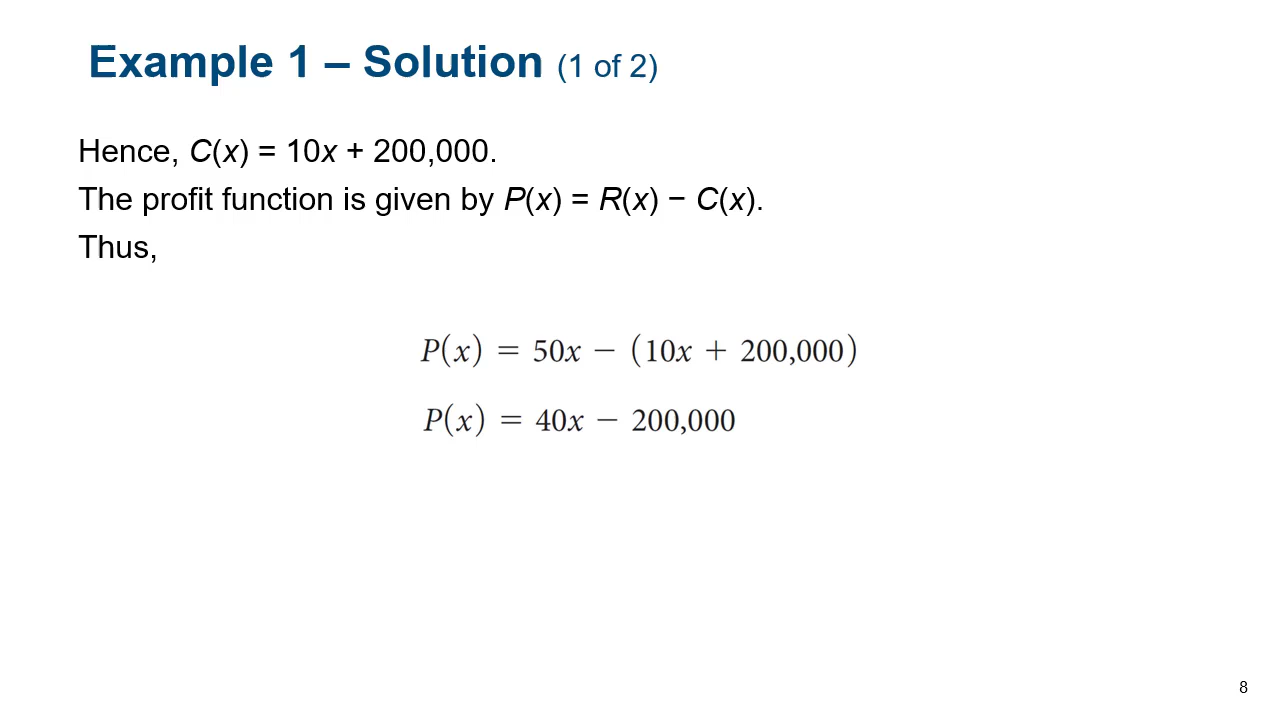 Example 1 – Solution (1 of 2)
Hence, C(x) = 10x + 200,000.
The profit function is given by P(x) = R(x) − C(x).
Thus,
P(x) = 50x − (10x + 200,000)
P(x) = 40x − 200,000
8